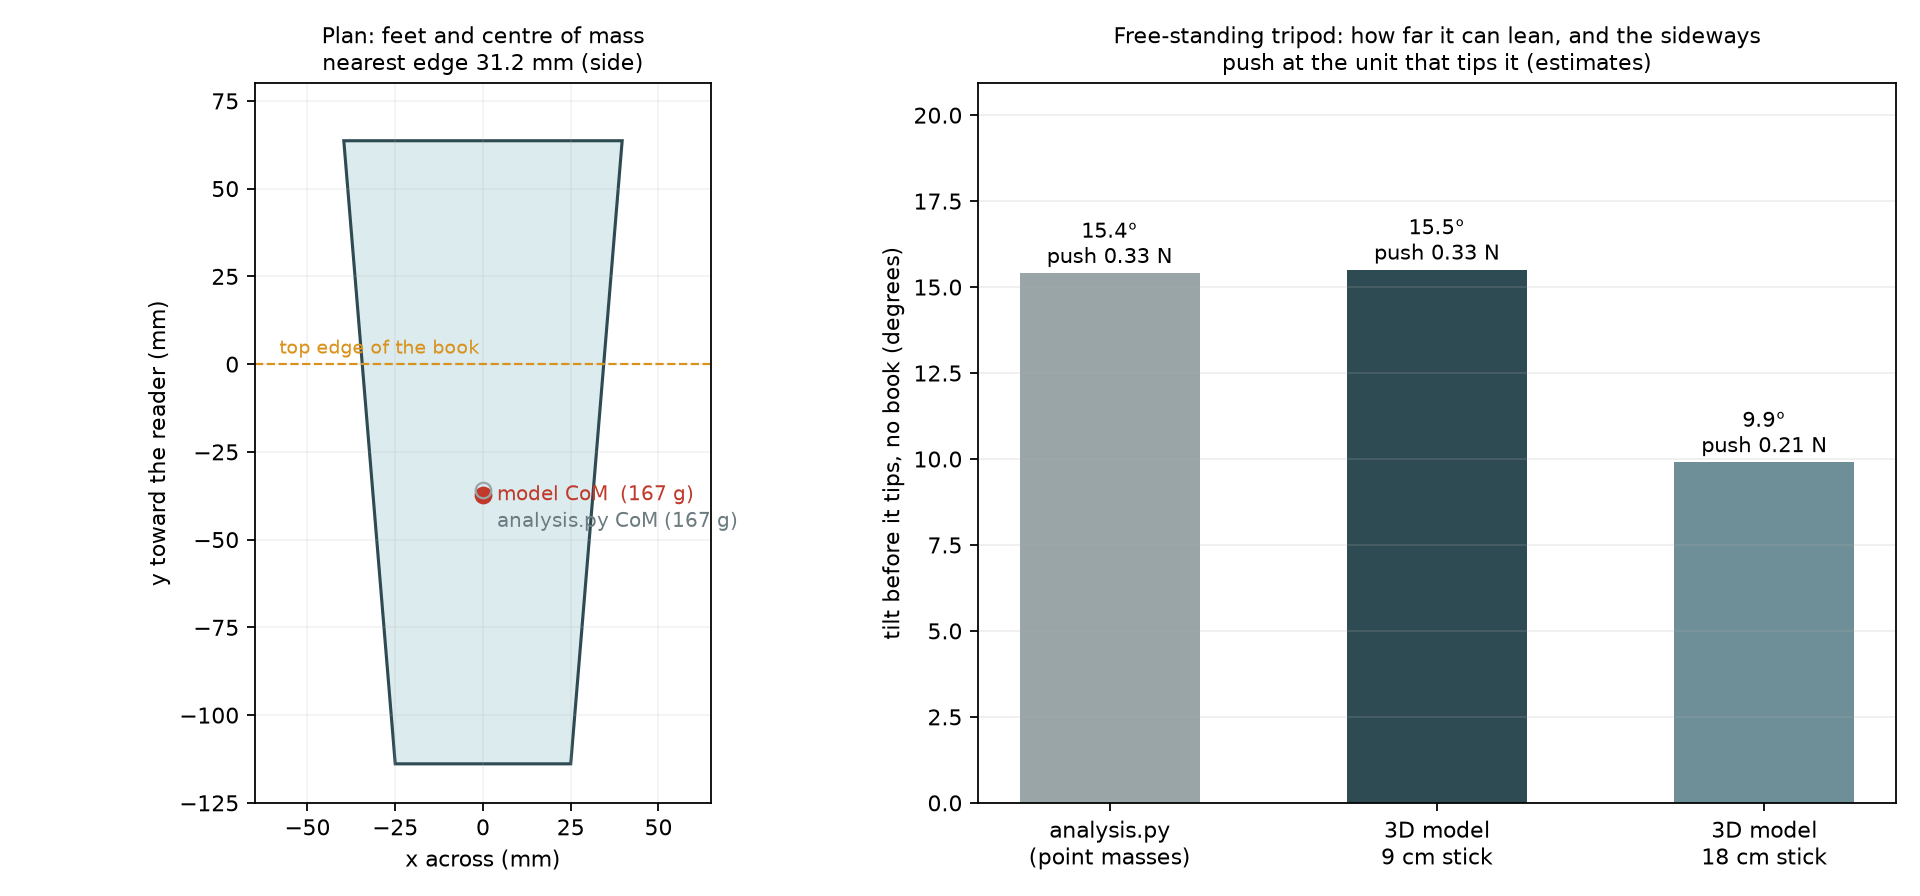 Plan: feet and centre of mass
nearest edge 31.2 mm (side)
75
50
25
0
−25
−50
−75
−100
−125
y toward the reader (mm)
top edge of the book
model CoM (167 g)
analysis.py CoM (167 g)
−50
−25
0
25
50
x across (mm)
Free-standing tripod: how far it can lean, and the sideways
push at the unit that tips it (estimates)
20.0
17.5
15.0
12.5
10.0
7.5
5.0
2.5
0.0
tilt before it tips, no book (degrees)
15.4°
push 0.33 N
15.5°
push 0.33 N
9.9°
push 0.21 N
analysis.py
(point masses)
3D model
9 cm stick
3D model
18 cm stick